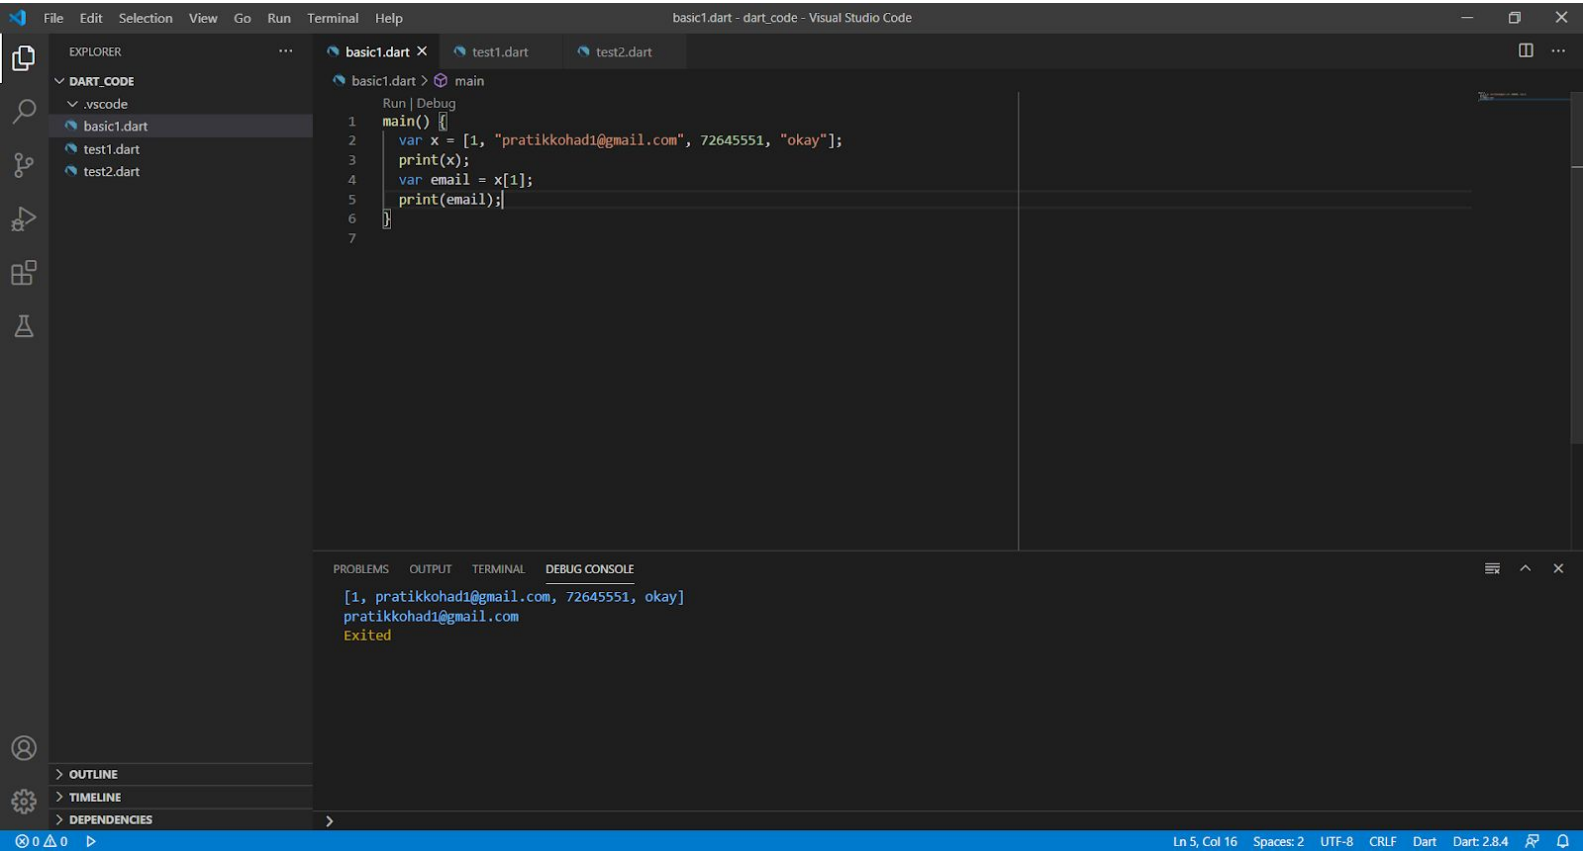 File Edit Selection View Go Run Terminal Help
basic1.dart - dart_code - Visual Studio Code
EXPLORER
DART_CODE
.vscode
basic1.dart
test1.dart
test2.dart
basic1.dart test1.dart test2.dart
basic1.dart > main
Run | Debug
1 main() {
2 var x = [1, "pratikkohad1@gmail.com", 72645551, "okay"];
3 print(x);
4 var email = x[1];
5 print(email);
6 }
7
PROBLEMS OUTPUT TERMINAL DEBUG CONSOLE
[1, pratikkohad1@gmail.com, 72645551, okay]
pratikkohad1@gmail.com
Exited
OUTLINE
TIMELINE
DEPENDENCIES
>
0 0
Ln 5, Col 16 Spaces: 2 UTF-8 CRLF Dart Dart: 2.8.4